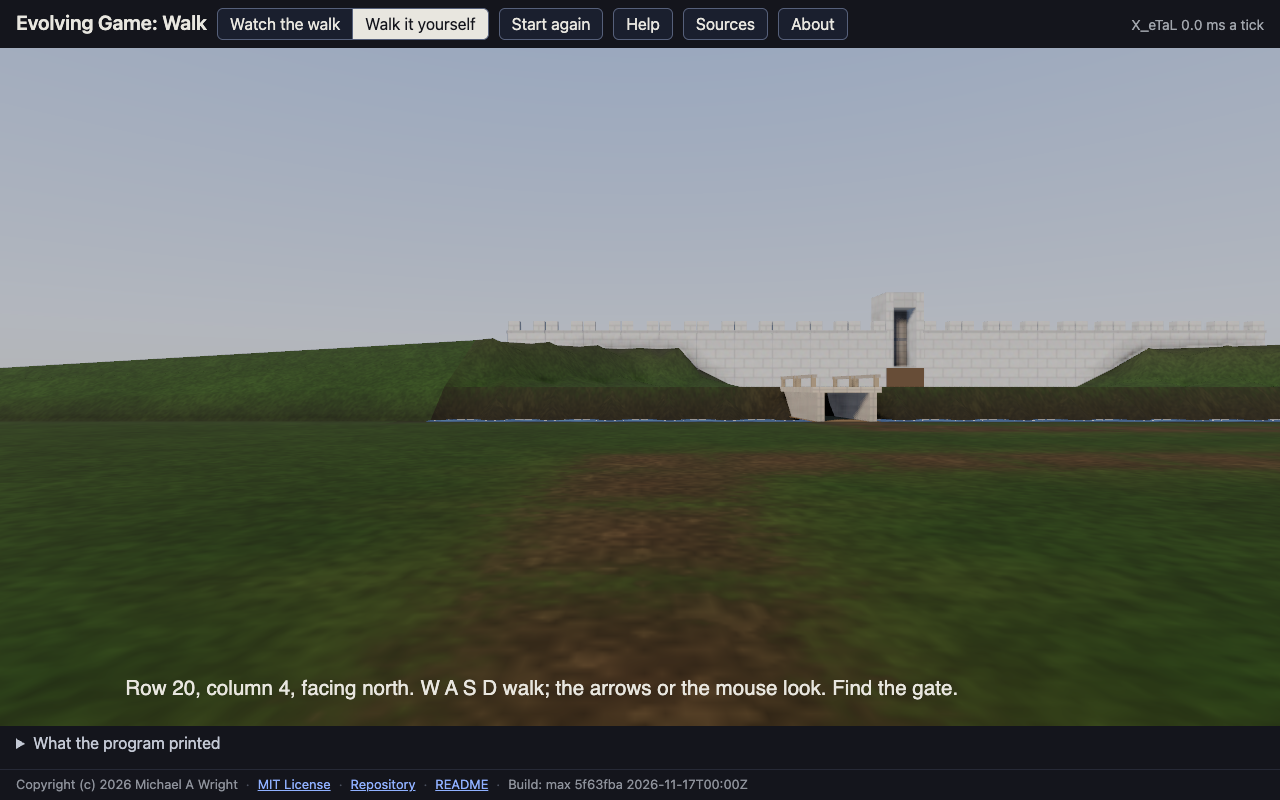 Evolving Game: Walk Watch the walk Walk it yourself Start again Help Sources About X_eTaL 0.0 ms a tick
Row 20, column 4, facing north. W A S D walk; the arrows or the mouse look. Find the gate.
What the program printed
Copyright (c) 2026 Michael A Wright · MIT License · Repository · README · Build: max 5f63fba 2026-11-17T00:00Z